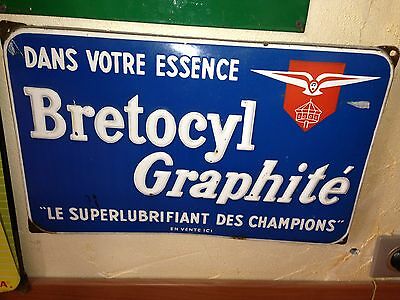 DANS VOTRE ESSENCE
Bretocyl
Graphité
"LE SUPERLUBRIFIANT DES CHAMPIONS"
EN VENTE ICI